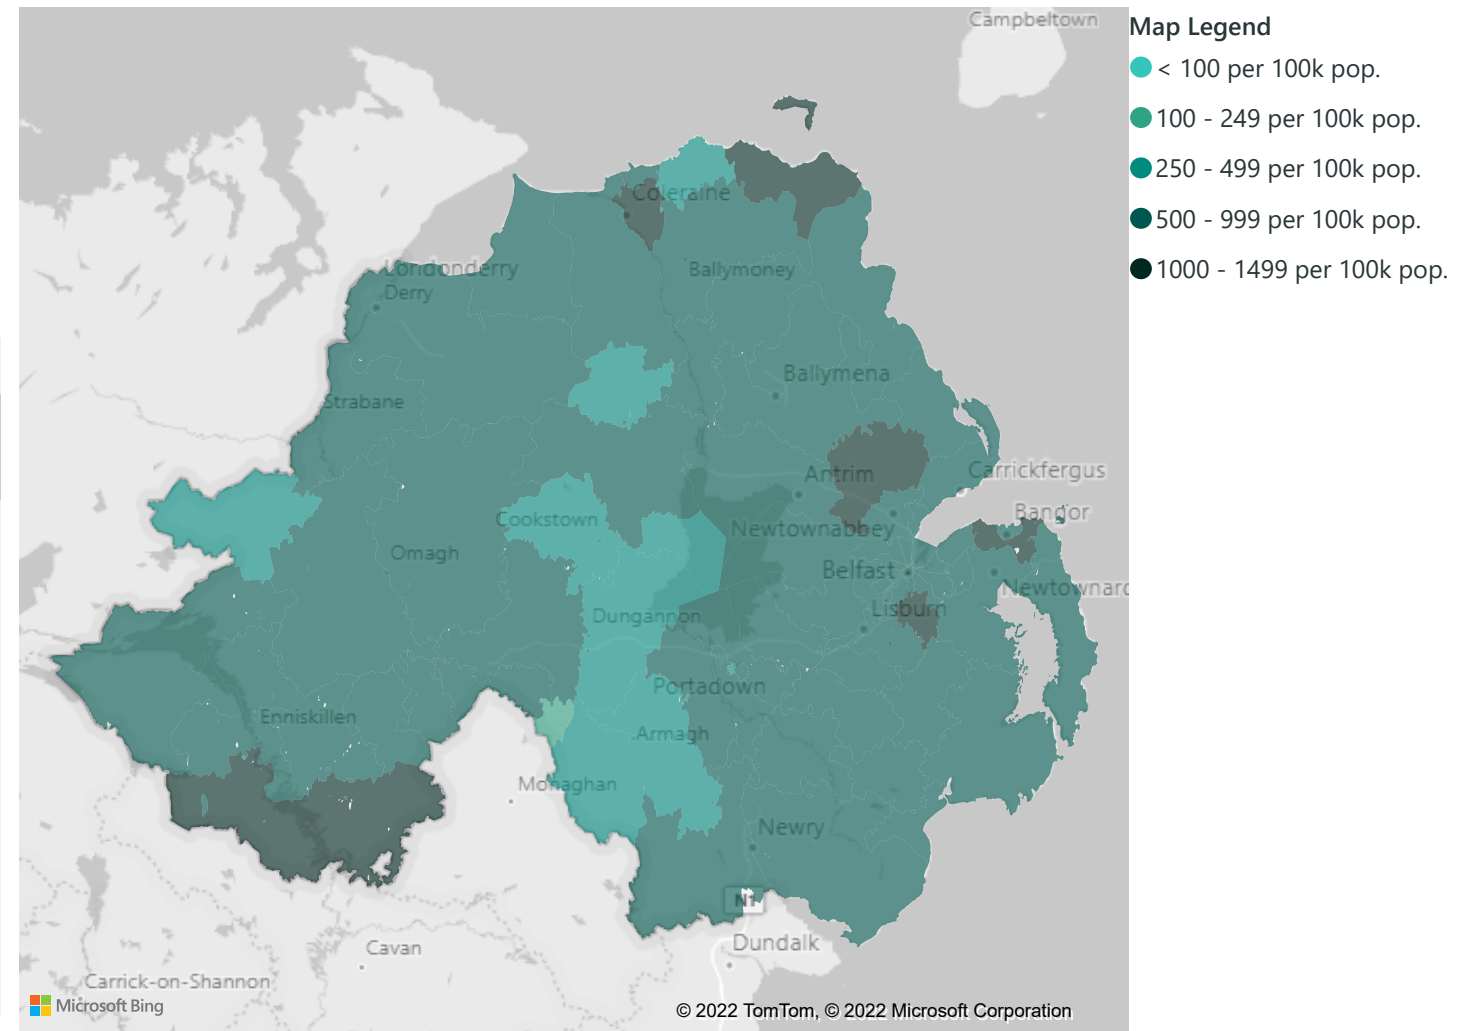 Campbeltown
Map Legend
< 100 per 100k pop.
100 - 249 per 100k pop.
250 - 499 per 100k pop.
500 - 999 per 100k pop.
1000 - 1499 per 100k pop.
Coleraine
Londonderry
Derry
Ballymoney
Ballymena
Strabane
Antrim
Carrickfergus
Bangor
Cookstown
Newtownabbey
Omagh
Belfast
Newtownard
Lisburn
Dungannon
Portadown
Enniskillen
Armagh
Monaghan
Newry
N1
Dundalk
Cavan
Carrick-on-Shannon
Microsoft Bing
© 2022 TomTom, © 2022 Microsoft Corporation